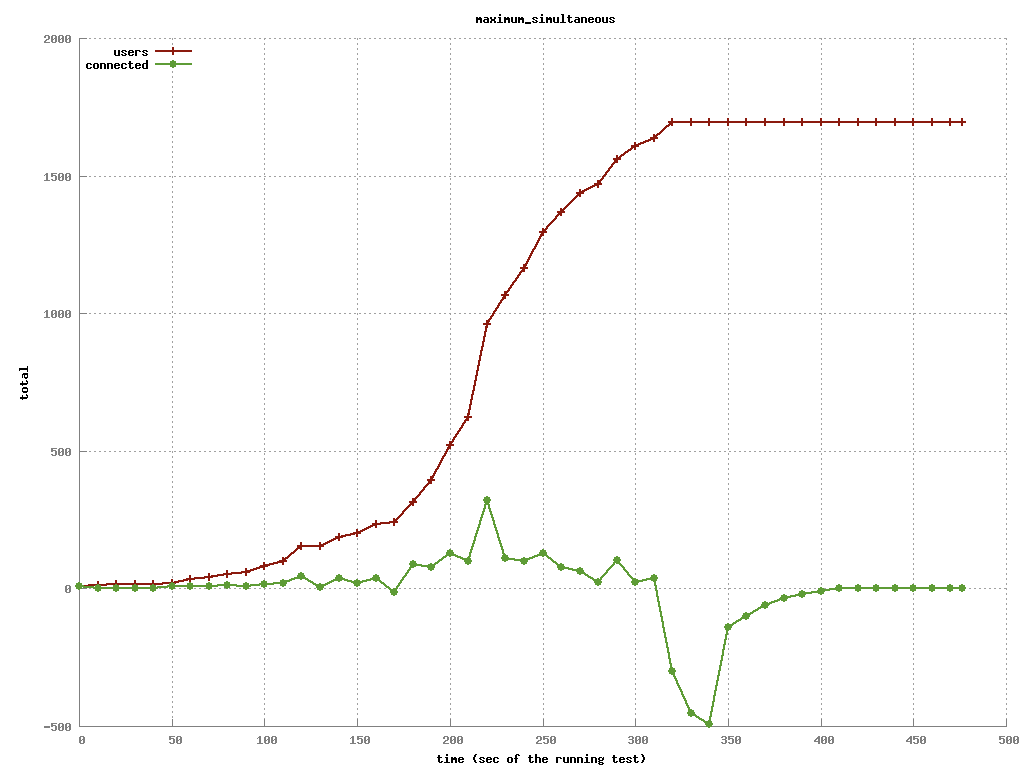 maximum_simultaneous
2000
users
connected
1500
1000
total
500
0
-500
0 50 100 150 200 250 300 350 400 450 500
time (sec of the running test)